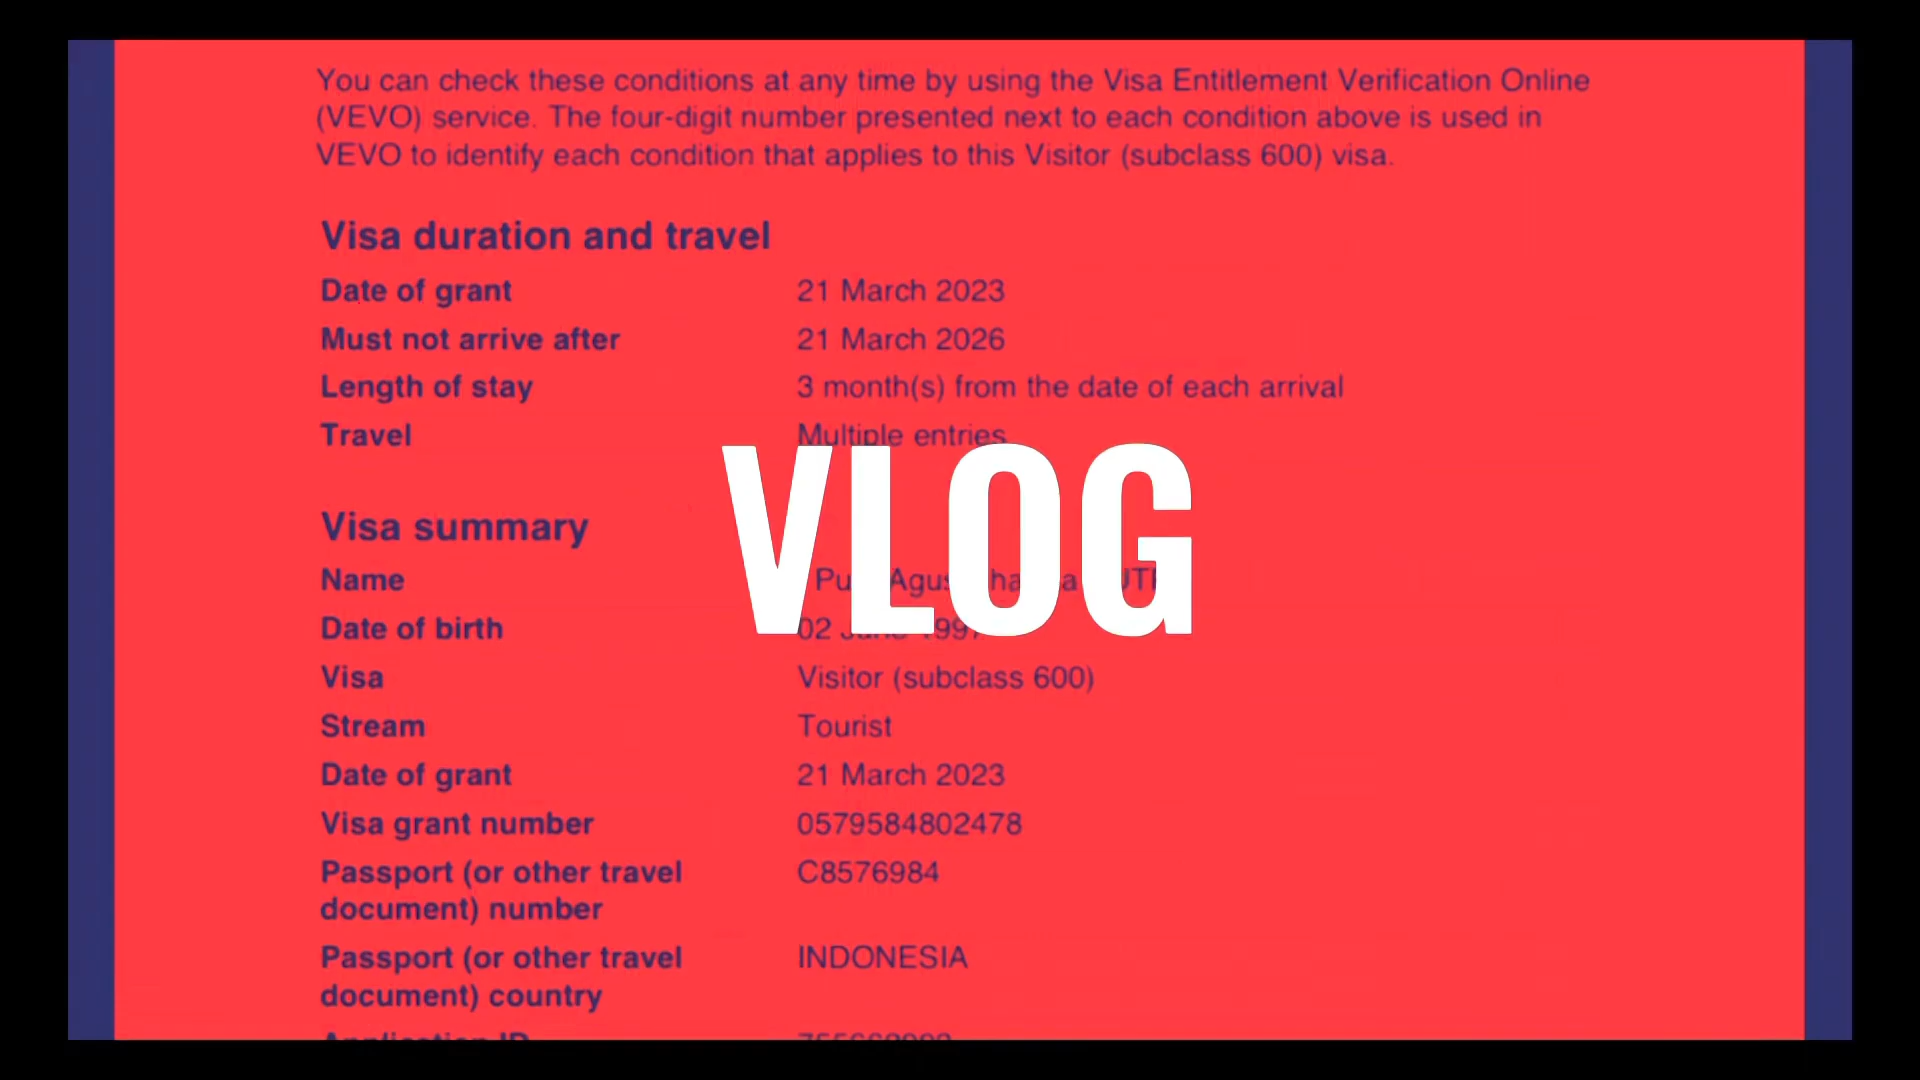 You can check these conditions at any time by using the Visa Entitlement Verification Online
(VEVO) service. The four-digit number presented next to each condition above is used in
VEVO to identify each condition that applies to this Visitor (subclass 600) visa.
Visa duration and travel
Date of grant 21 March 2023
Must not arrive after 21 March 2026
Length of stay 3 month(s) from the date of each arrival
Travel Multiple entries
VLOG
Visa summary
Name
Date of birth 02
Visa Visitor (subclass 600)
Stream Tourist
Date of grant 21 March 2023
Visa grant number 0579584802478
Passport (or other travel C8576984
document) number
Passport (or other travel INDONESIA
document) country
Application ID